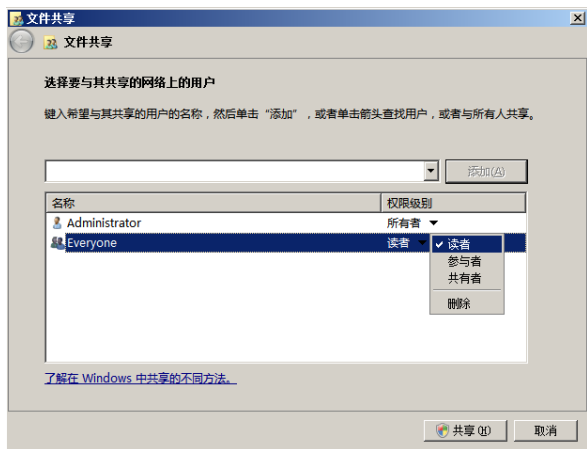 文件共享
文件共享
选择要与其共享的网络上的用户
键入希望与其共享的用户的名称，然后单击“添加”，或者单击箭头查找用户，或者与所有人共享。
添加(A)
名称 权限级别
Administrator 所有者
Everyone 读者
读者
参与者
共有者
删除
了解在 Windows 中共享的不同方法。
共享(H) 取消